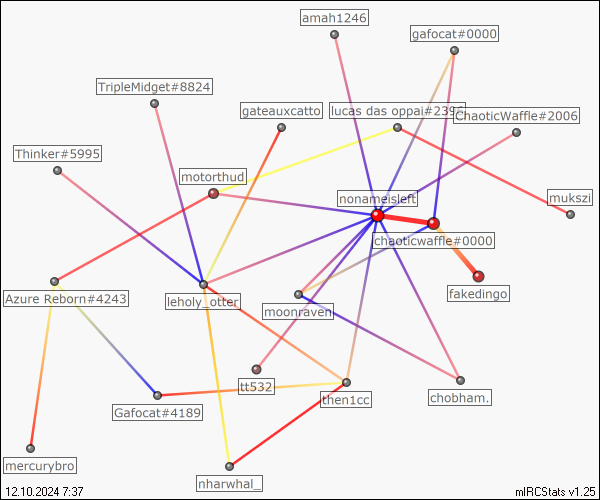 amah1246
gafocat#0000
TripleMidget#8824
gateauxcatto
lucas das oppai#2396
ChaoticWaffle#2006
Thinker#5995
motorthud
nonameisleft
mukszi
chaoticwaffle#0000
Azure Reborn#4243
leholy_otter
moonraven
fakedingo
tt532
then1cc
chobham.
Gafocat#4189
mercurybro
nharwhal_
12.10.2024 7:37
mIRCStats v1.25